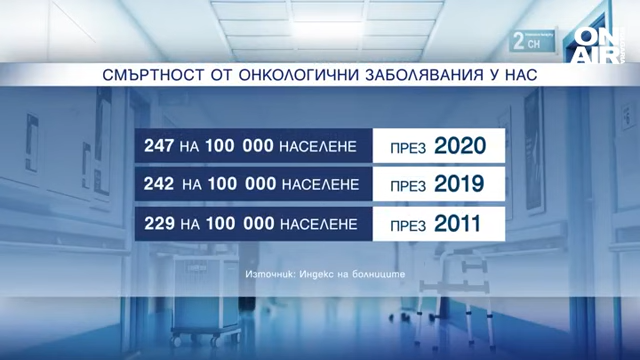 2
CH
ON
AIR
СМЪРТНОСТ ОТ ОНКОЛОГИЧНИ ЗАБОЛЯВАНИЯ У НАС
247 НА 100 000 НАСЕЛЕНЕ ПРЕЗ 2020
242 НА 100 000 НАСЕЛЕНЕ ПРЕЗ 2019
229 НА 100 000 НАСЕЛЕНЕ ПРЕЗ 2011
Източник: Индекс на болниците